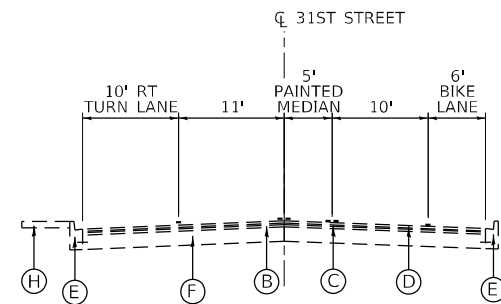 ℄ 31ST STREET
10' RT
TURN LANE
11'
5'
PAINTED
MEDIAN
10'
6'
BIKE
LANE
H
E
F
B
C
D
E